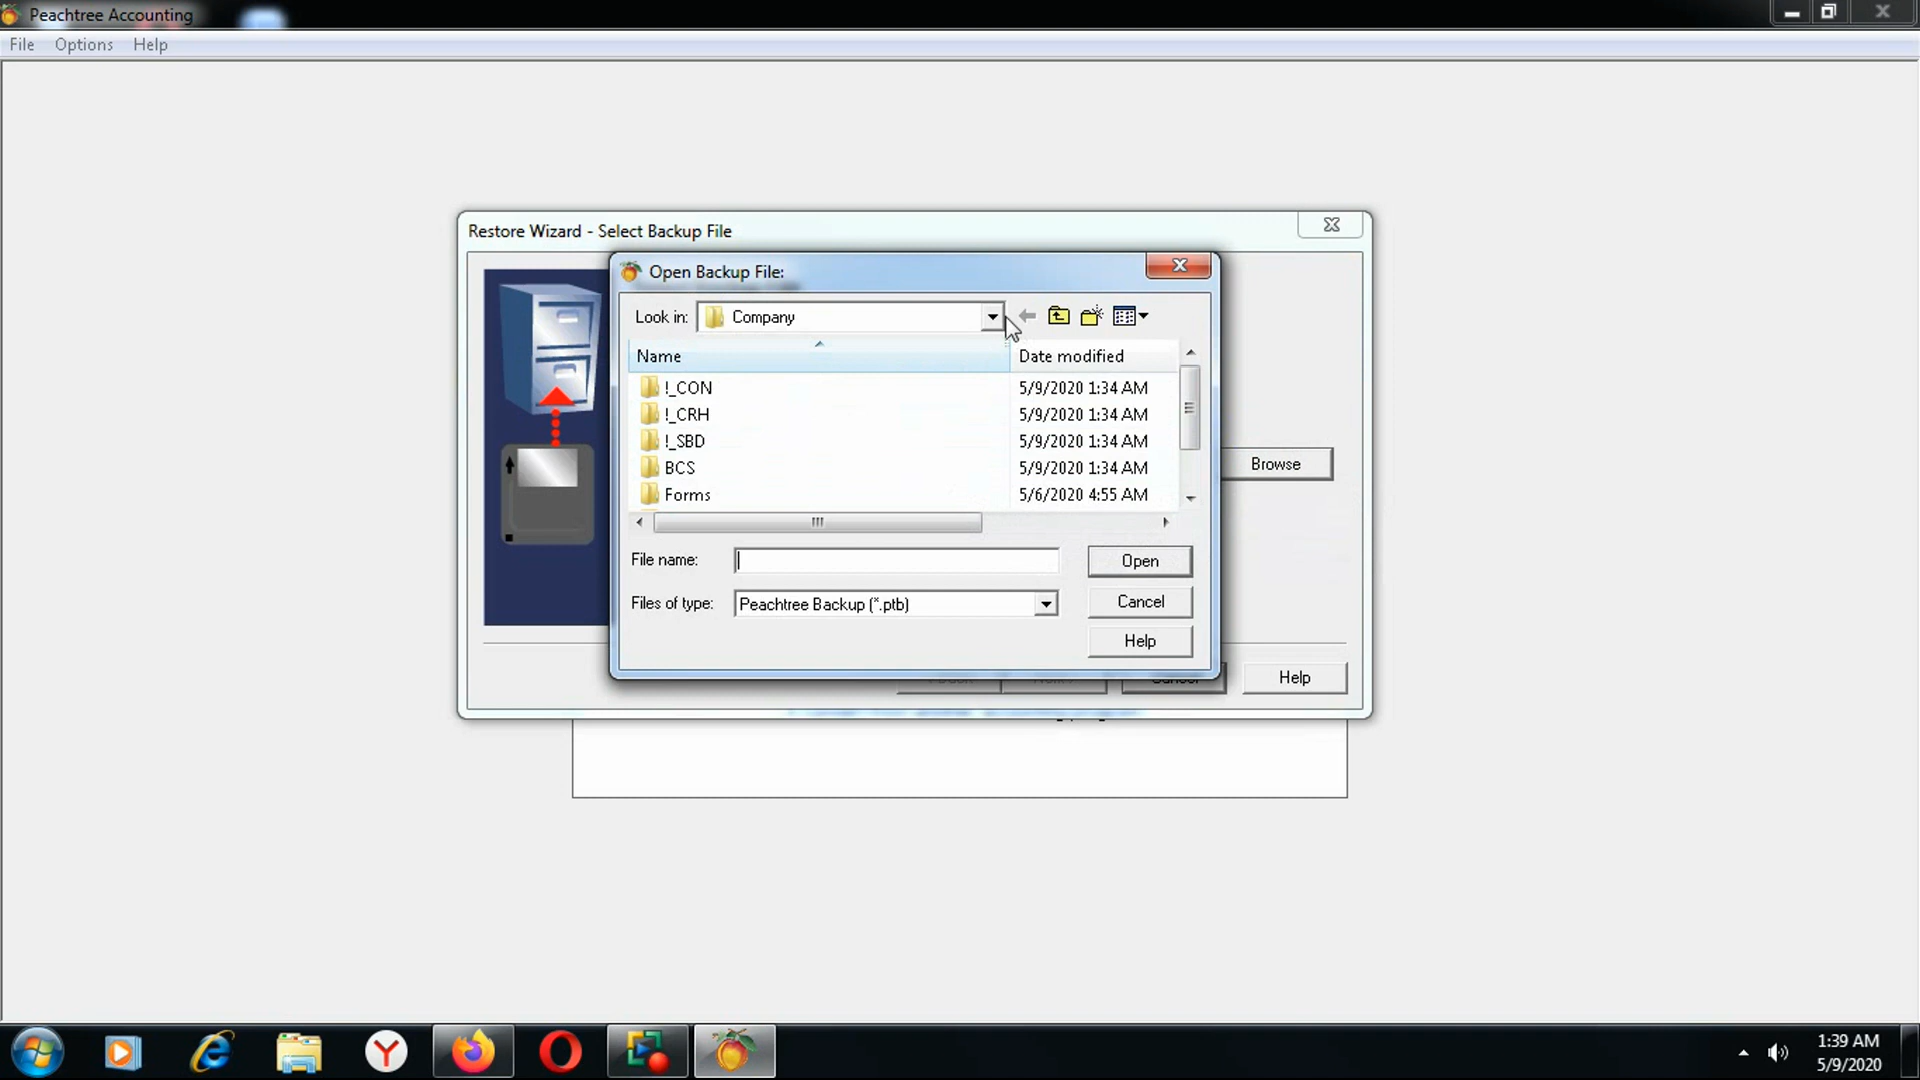 Peachtree Accounting
File Options Help
Restore Wizard - Select Backup File
Open Backup File:
Look in: Company
Name Date modified
!_CON 5/9/2020 1:34 AM
!_CRH 5/9/2020 1:34 AM
!_SBD 5/9/2020 1:34 AM
BCS 5/9/2020 1:34 AM
Forms 5/6/2020 4:55 AM
Browse
File name: Open
Files of type: Peachtree Backup (*.ptb) Cancel
Help
Cancel Help
1:39 AM
5/9/2020